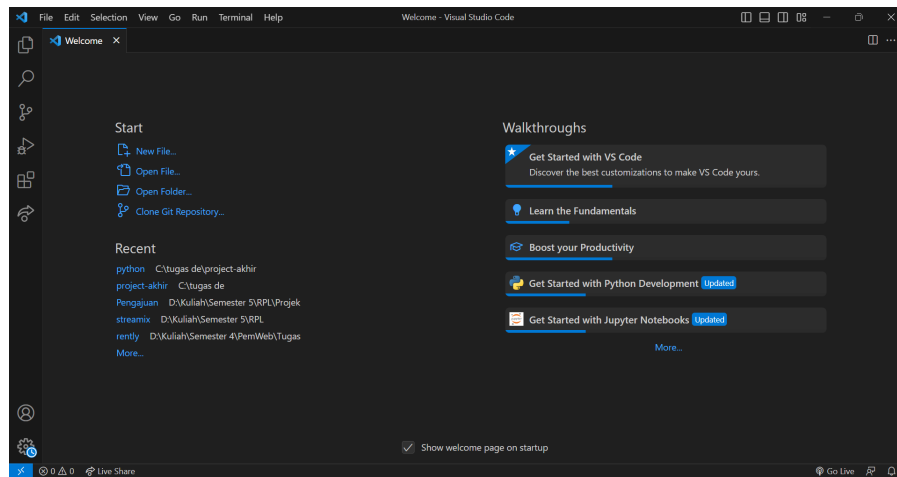 File Edit Selection View Go Run Terminal Help
Welcome - Visual Studio Code
Welcome
Start
New File...
Open File...
Open Folder...
Clone Git Repository...
Recent
python C:\tugas de\project-akhir
project-akhir C:\tugas de
Pengajuan D:\Kuliah\Semester 5\RPL\Projek
streamix D:\Kuliah\Semester 5\RPL
rently D:\Kuliah\Semester 4\PemWeb\Tugas
More...
Walkthroughs
Get Started with VS Code
Discover the best customizations to make VS Code yours.
Learn the Fundamentals
Boost your Productivity
Get Started with Python Development Updated
Get Started with Jupyter Notebooks Updated
More...
Show welcome page on startup
0 0 Live Share
Go Live